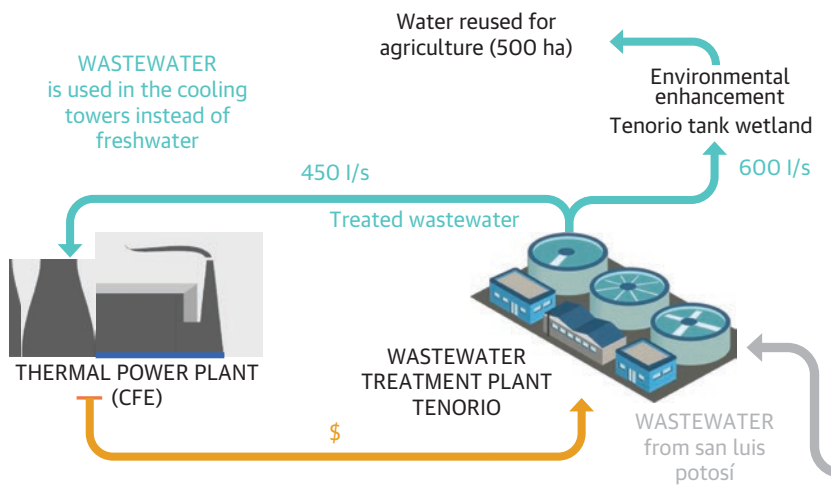 Water reused for
agriculture (500 ha)
WASTEWATER
is used in the cooling
towers instead of
freshwater
Environmental
enhancement
Tenorio tank wetland
450 l/s
600 l/s
Treated wastewater
THERMAL POWER PLANT
(CFE)
WASTEWATER
TREATMENT PLANT
TENORIO
$
WASTEWATER
from san luis
potosí